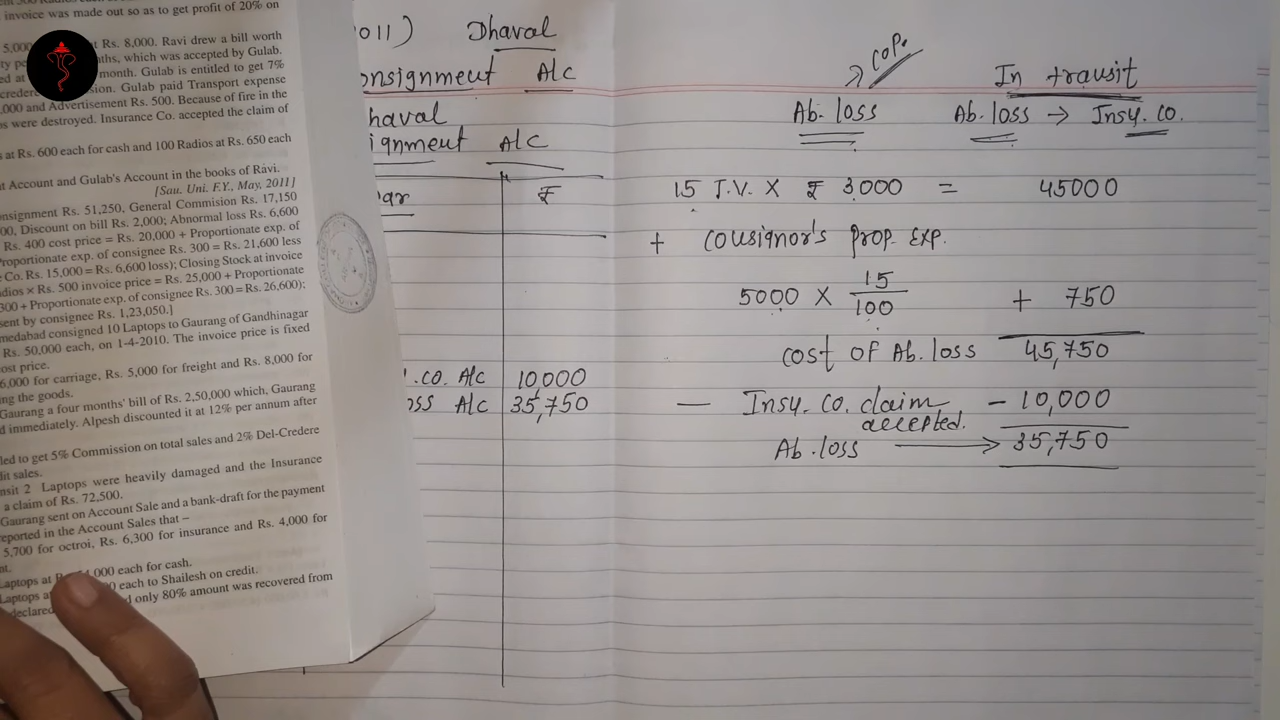 invoice was made out so as to get profit of 20% on
5,000 Rs. 8,000. Ravi drew a bill worth
ths, which was accepted by Gulab.
ed at month. Gulab is entitled to get 7%
credere sion. Gulab paid Transport expense
,000 and Advertisement Rs. 500. Because of fire in the
s were destroyed. Insurance Co. accepted the claim of
at Rs. 600 each for cash and 100 Radios at Rs. 650 each
t Account and Gulab's Account in the books of Ravi.
[Sau. Uni. F.Y., May, 2011]
nsignment Rs. 51,250, General Commision Rs. 17,150
00, Discount on bill Rs. 2,000; Abnormal loss Rs. 6,600
Rs. 400 cost price = Rs. 20,000 + Proportionate exp. of
roportionate exp. of consignee Rs. 300 = Rs. 21,600 less
Co. Rs. 15,000 = Rs. 6,600 loss); Closing Stock at invoice
dios × Rs. 500 invoice price = Rs. 25,000 + Proportionate
300 + Proportionate exp. of consignee Rs. 300 = Rs. 26,600);
sent by consignee Rs. 1,23,050.]
medabad consigned 10 Laptops to Gaurang of Gandhinagar
Rs. 50,000 each, on 1-4-2010. The invoice price is fixed
ost price.
6,000 for carriage, Rs. 5,000 for freight and Rs. 8,000 for
ng the goods.
Gaurang a four months' bill of Rs. 2,50,000 which, Gaurang
d immediately. Alpesh discounted it at 12% per annum after
led to get 5% Commission on total sales and 2% Del-Credere
dit sales.
nsit 2 Laptops were heavily damaged and the Insurance
a claim of Rs. 72,500.
Gaurang sent on Account Sale and a bank-draft for the payment
eported in the Account Sales that –
5,700 for octroi, Rs. 6,300 for insurance and Rs. 4,000 for
nt.
Laptops at 000 each for cash.
Laptops a 0 each to Shailesh on credit.
declared only 80% amount was recovered from
011) Dhaval
onsignment A/c
haval
ignment A/c
ar ₹
.co. A/c 10,000
oss A/c 35,750
In transit
Ab. loss Ab. loss → Insu. co.
15 T.V. X ₹ 3000 = 45000
+ cousignor's prop. exp.
5000 X 15/100 + 750
cost of Ab. loss 45,750
— Insu. co. claim accepted. - 10,000
Ab. loss → 35,750